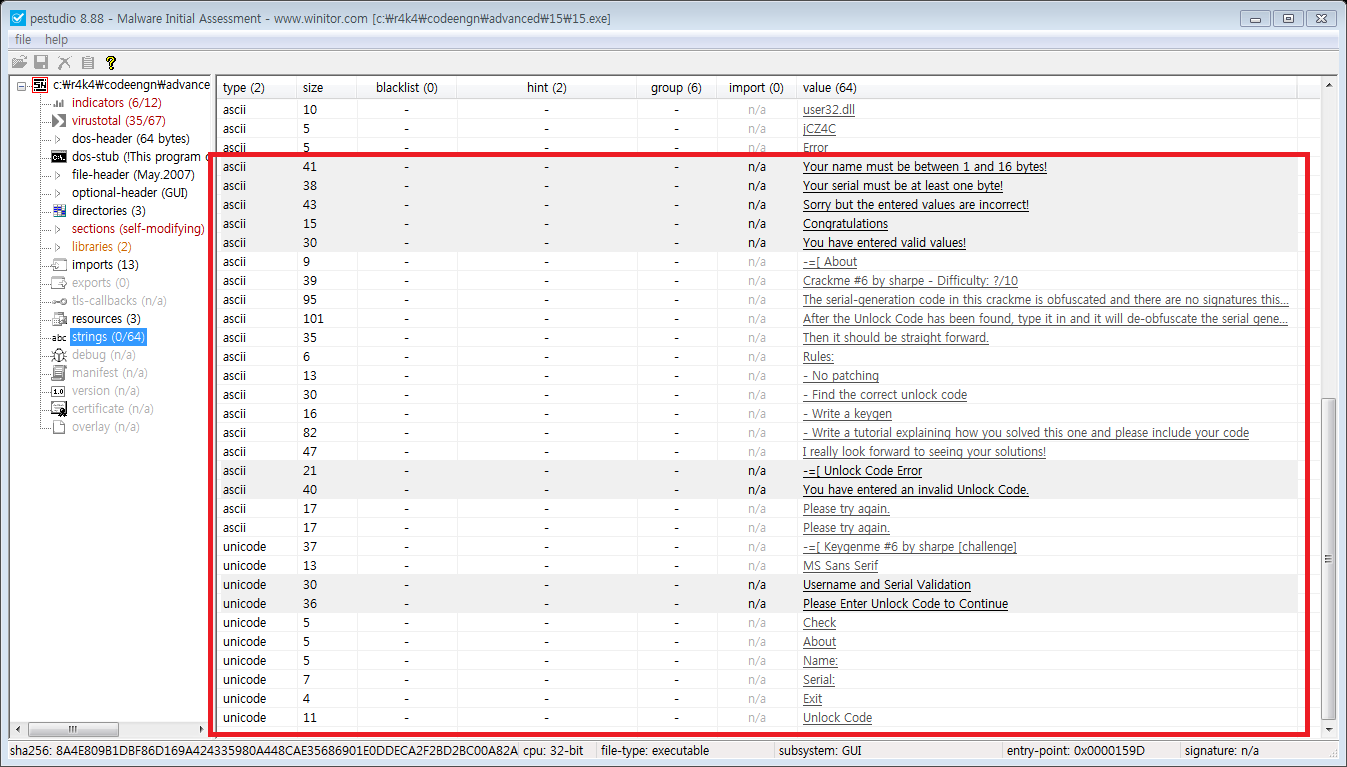 pestudio 8.88 - Malware Initial Assessment - www.winitor.com [c:₩r4k4₩codeengn₩advanced₩15₩15.exe]
file help
c:₩r4k4₩codeengn₩advance
indicators (6/12)
virustotal (35/67)
dos-header (64 bytes)
dos-stub (!This program c
file-header (May.2007)
optional-header (GUI)
directories (3)
sections (self-modifying)
libraries (2)
imports (13)
exports (0)
tls-callbacks (n/a)
resources (3)
abc strings (0/64)
debug (n/a)
manifest (n/a)
1.0 version (n/a)
certificate (n/a)
overlay (n/a)
type (2) size blacklist (0) hint (2) group (6) import (0) value (64)
ascii 10 - - - n/a user32.dll
ascii 5 - - - n/a jCZ4C
ascii 5 - - - n/a Error
ascii 41 - - - n/a Your name must be between 1 and 16 bytes!
ascii 38 - - - n/a Your serial must be at least one byte!
ascii 43 - - - n/a Sorry but the entered values are incorrect!
ascii 15 - - - n/a Congratulations
ascii 30 - - - n/a You have entered valid values!
ascii 9 - - - n/a -=[ About
ascii 39 - - - n/a Crackme #6 by sharpe - Difficulty: ?/10
ascii 95 - - - n/a The serial-generation code in this crackme is obfuscated and there are no signatures this...
ascii 101 - - - n/a After the Unlock Code has been found, type it in and it will de-obfuscate the serial gene...
ascii 35 - - - n/a Then it should be straight forward.
ascii 6 - - - n/a Rules:
ascii 13 - - - n/a - No patching
ascii 30 - - - n/a - Find the correct unlock code
ascii 16 - - - n/a - Write a keygen
ascii 82 - - - n/a - Write a tutorial explaining how you solved this one and please include your code
ascii 47 - - - n/a I really look forward to seeing your solutions!
ascii 21 - - - n/a -=[ Unlock Code Error
ascii 40 - - - n/a You have entered an invalid Unlock Code.
ascii 17 - - - n/a Please try again.
ascii 17 - - - n/a Please try again.
unicode 37 - - - n/a -=[ Keygenme #6 by sharpe [challenge]
unicode 13 - - - n/a MS Sans Serif
unicode 30 - - - n/a Username and Serial Validation
unicode 36 - - - n/a Please Enter Unlock Code to Continue
unicode 5 - - - n/a Check
unicode 5 - - - n/a About
unicode 5 - - - n/a Name:
unicode 7 - - - n/a Serial:
unicode 4 - - - n/a Exit
unicode 11 - - - n/a Unlock Code
sha256: 8A4E809B1DBF86D169A424335980A448CAE35686901E0DDECA2F2BD2BC00A82A cpu: 32-bit file-type: executable subsystem: GUI entry-point: 0x0000159D signature: n/a